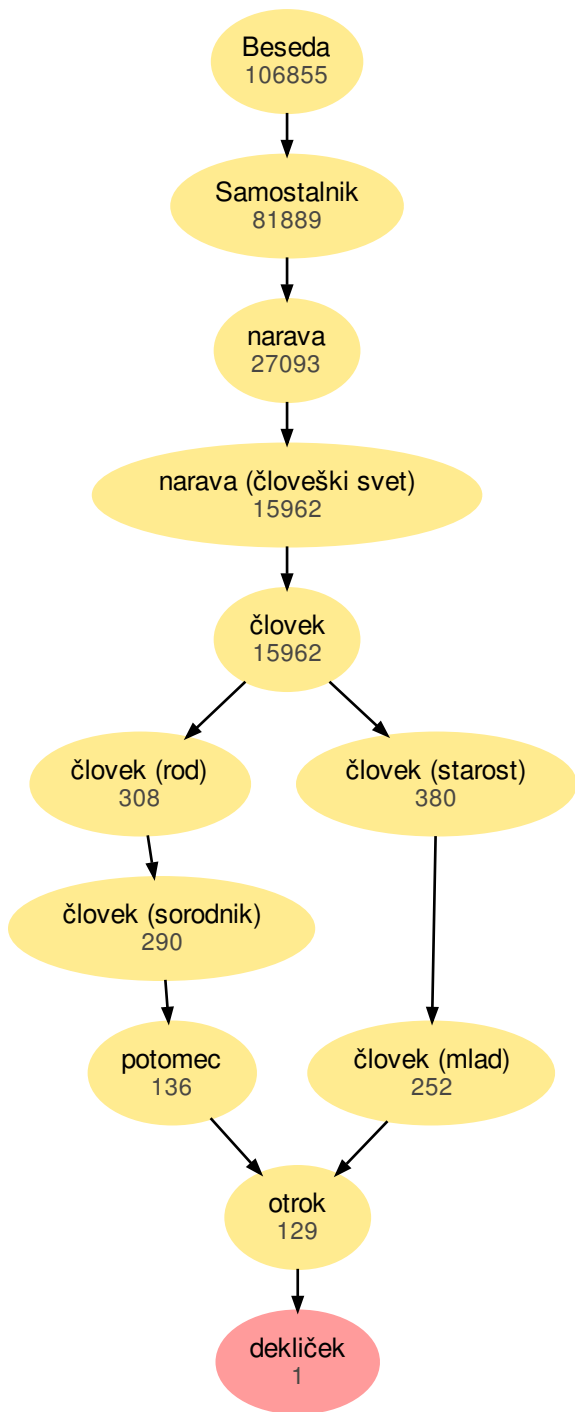 Beseda
106855
Samostalnik
81889
narava
27093
narava (človeški svet)
15962
človek
15962
človek (rod)
308
človek (starost)
380
človek (sorodnik)
290
potomec
136
človek (mlad)
252
otrok
129
dekliček
1